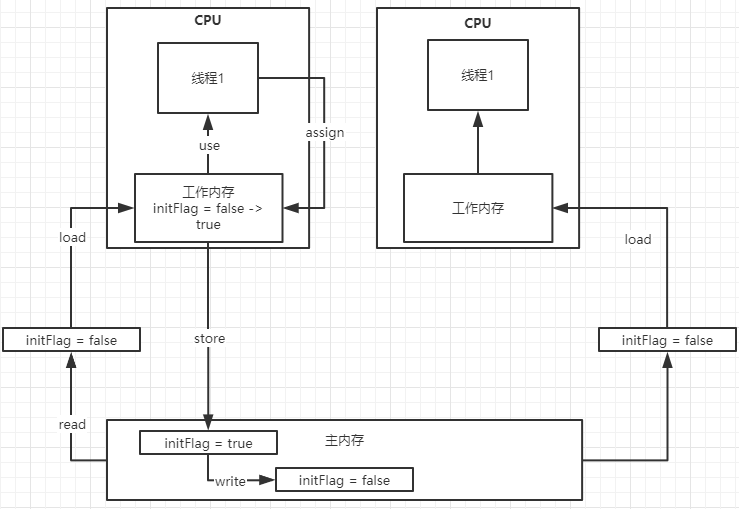 CPU
线程1
use
assign
工作内存
initFlag = false ->
true
load
initFlag = false
read
store
CPU
线程1
工作内存
load
initFlag = false
主内存
initFlag = true
write
initFlag = false